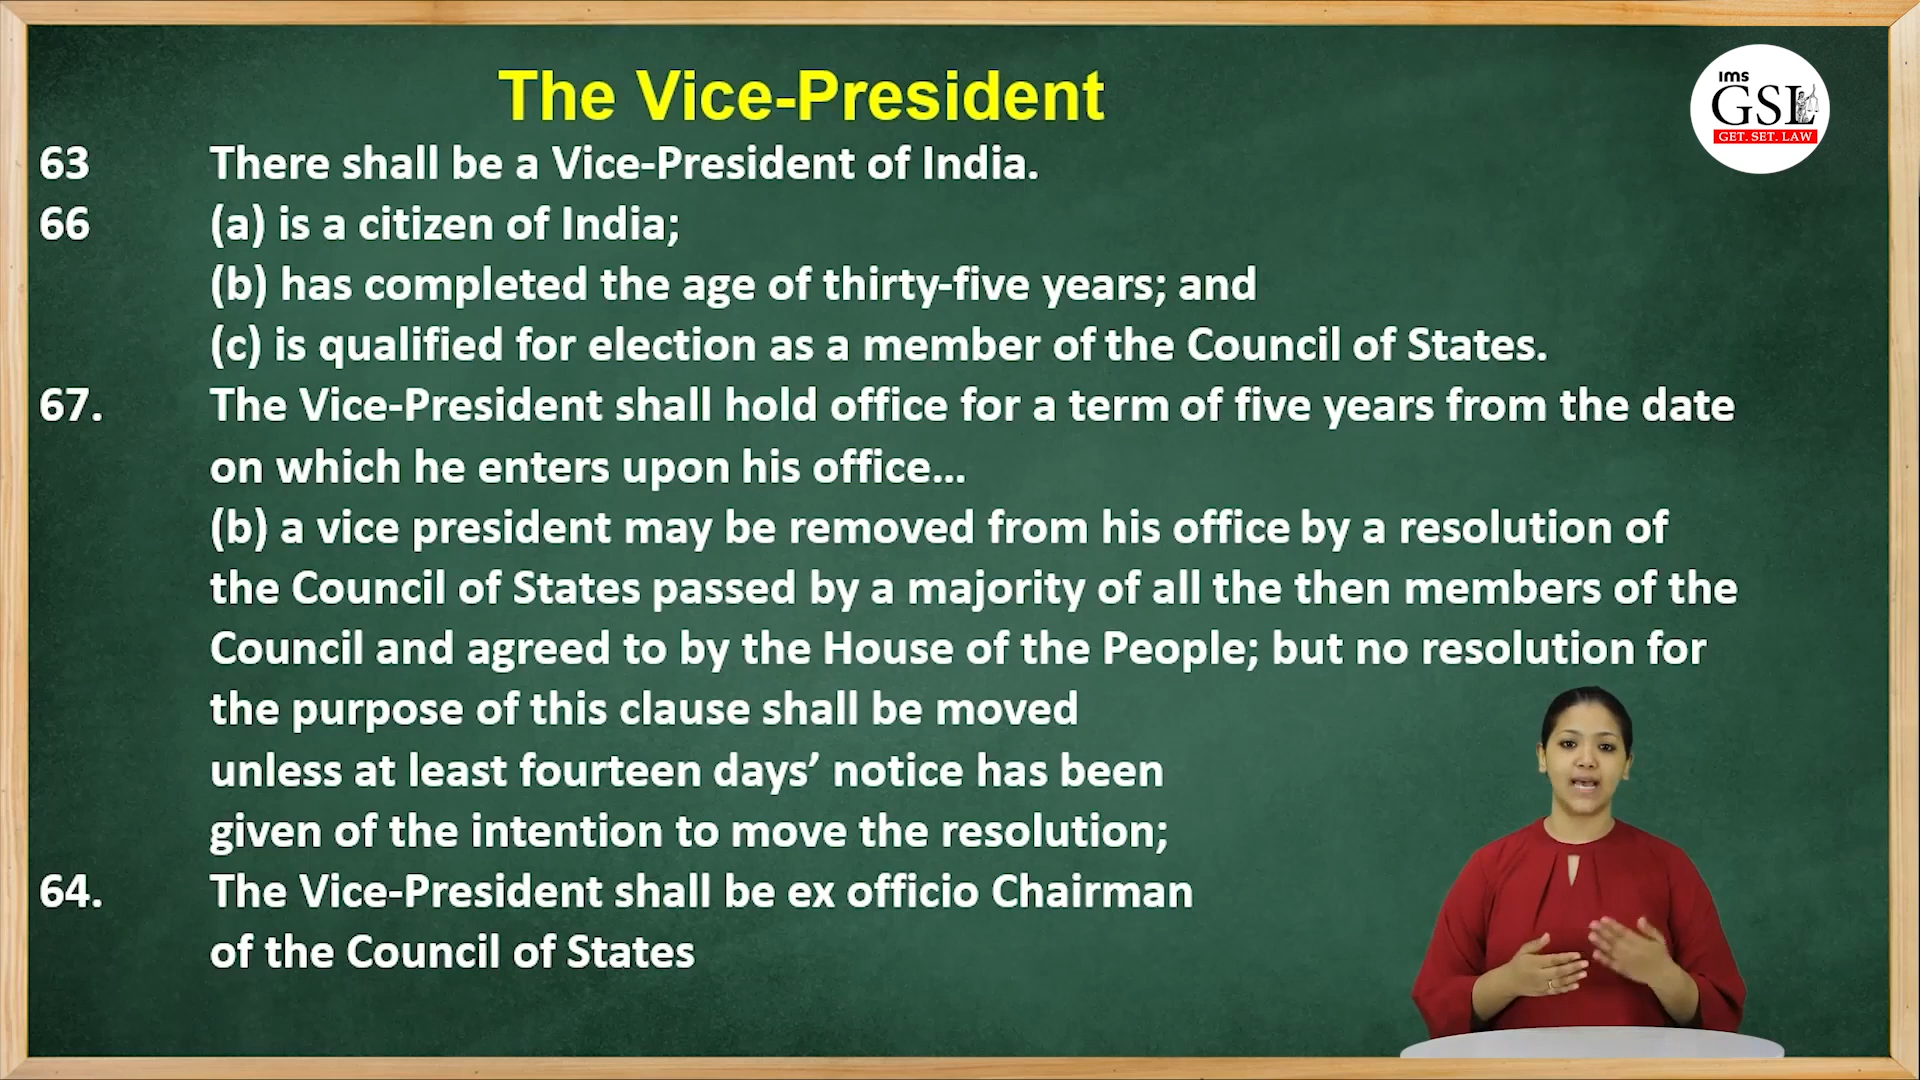 The Vice-President
ims
GSL
GET. SET. LAW
63 There shall be a Vice-President of India.
66 (a) is a citizen of India;
(b) has completed the age of thirty-five years; and
(c) is qualified for election as a member of the Council of States.
67. The Vice-President shall hold office for a term of five years from the date
on which he enters upon his office...
(b) a vice president may be removed from his office by a resolution of
the Council of States passed by a majority of all the then members of the
Council and agreed to by the House of the People; but no resolution for
the purpose of this clause shall be moved
unless at least fourteen days’ notice has been
given of the intention to move the resolution;
64. The Vice-President shall be ex officio Chairman
of the Council of States